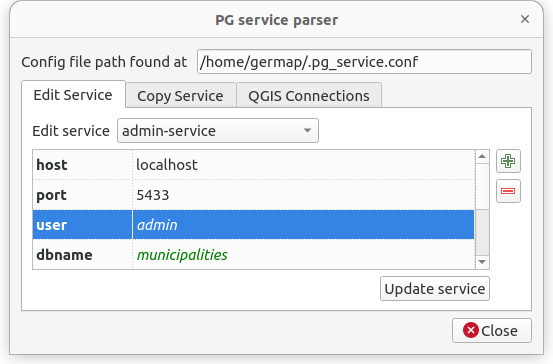 PG service parser
Config file path found at /home/germap/.pg_service.conf
Edit Service Copy Service QGIS Connections
Edit service admin-service
host localhost
port 5433
user admin
dbname municipalities
Update service
Close